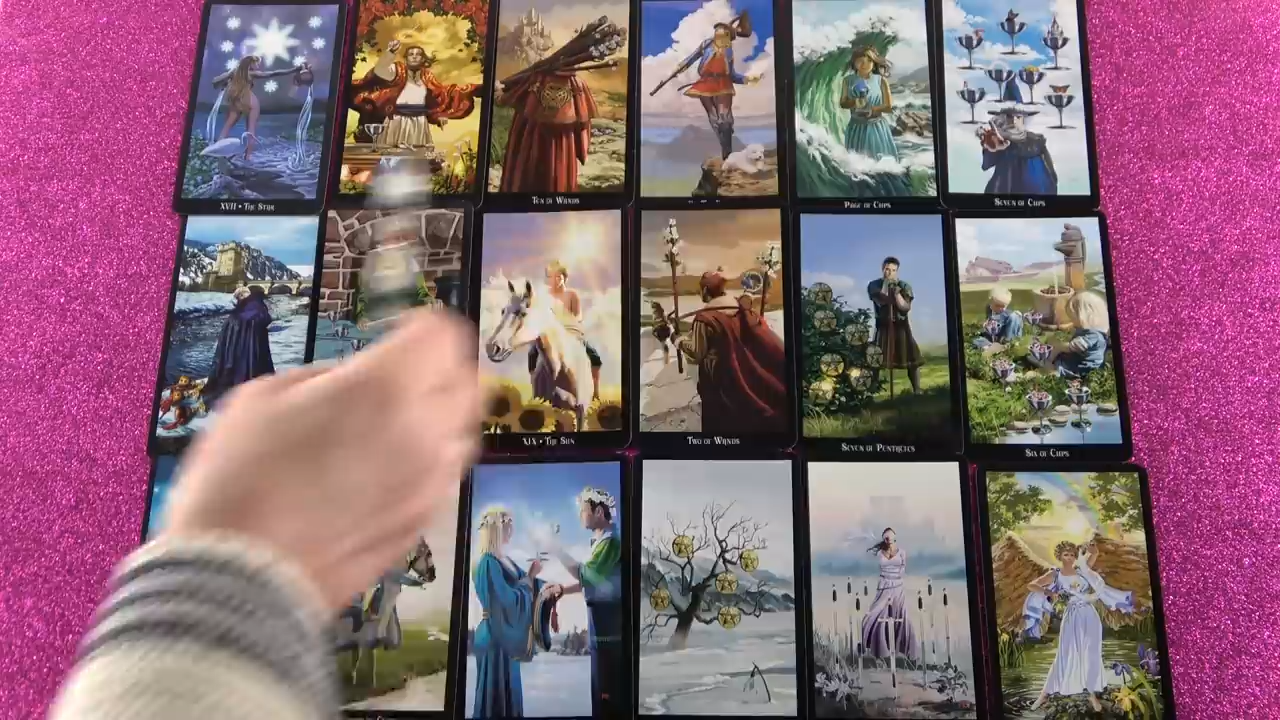 XVII • THE STAR
TEN OF WANDS
PAGE OF CUPS
SEVEN OF CUPS
XIX • THE SUN
TWO OF WANDS
SEVEN OF PENTACLES
SIX OF CUPS